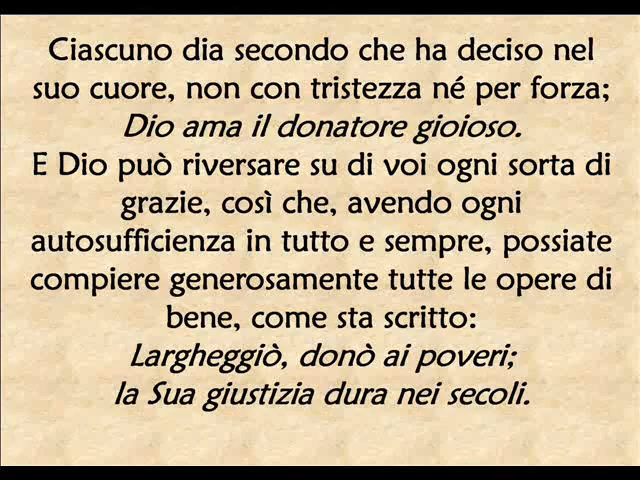 Ciascuno dia secondo che ha deciso nel
suo cuore, non con tristezza né per forza;
Dio ama il donatore gioioso.
E Dio può riversare su di voi ogni sorta di
grazie, così che, avendo ogni
autosufficienza in tutto e sempre, possiate
compiere generosamente tutte le opere di
bene, come sta scritto:
Largheggiò, donò ai poveri;
la Sua giustizia dura nei secoli.